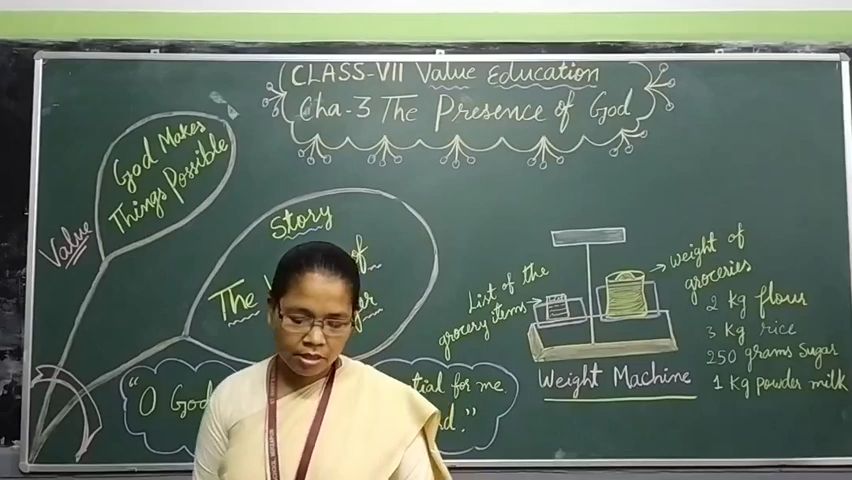 CLASS-VII Value Education
Cha-3 The Presence of God
God Makes
Things Possible
Value
Story
The
of
"O God
tial for me.
."
List of the
grocery items
weight of
groceries
2 kg flour
3 kg rice
250 grams Sugar
1 kg powder milk
Weight Machine